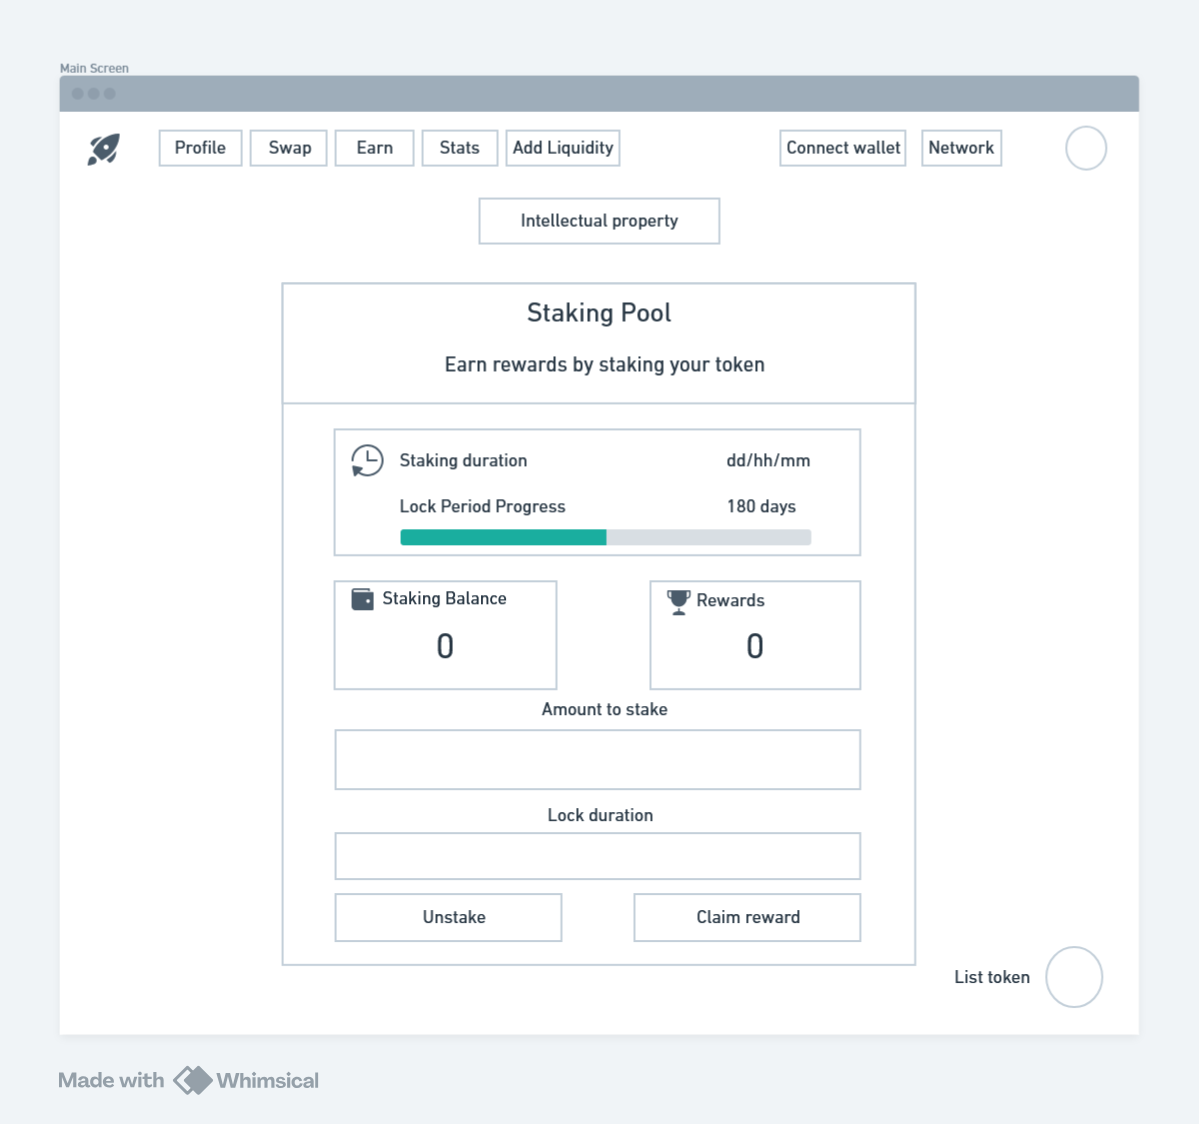 Main Screen
Profile Swap Earn Stats Add Liquidity Connect wallet Network
Intellectual property
Staking Pool
Earn rewards by staking your token
Staking duration dd/hh/mm
Lock Period Progress 180 days
Staking Balance Rewards
0 0
Amount to stake
Lock duration
Unstake Claim reward
List token
Made with Whimsical